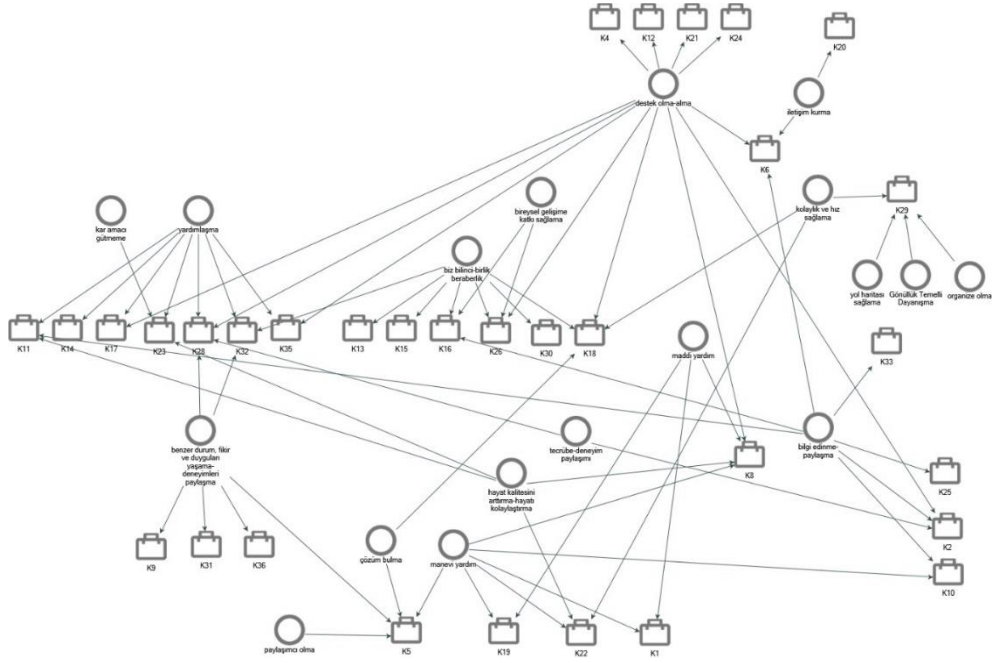 K4
K12
K21
K24
K20
destek olma-alma
iletişim kurma
K6
bireysel gelişime
katkı sağlama
kolaylık ve hız
sağlama
K29
kar amacı
gütmeme
yardımlaşma
biz bilinci-birlik
beraberlik
yol haritası
sağlama
Gönüllük Temelli
Dayanışma
organize olma
K11
K14
K17
K23
K28
K32
K35
K13
K15
K16
K26
K30
K18
maddi yardım
K33
benzer durum, fikir
ve duyguları
yaşama-
deneyimleri
paylaşma
tecrübe-deneyim
paylaşımı
bilgi edinme-
paylaşma
K8
K25
hayat kalitesini
arttırma-hayatı
kolaylaştırma
K2
K9
K31
K36
çözüm bulma
manevi yardım
K10
paylaşımcı olma
K5
K19
K22
K1